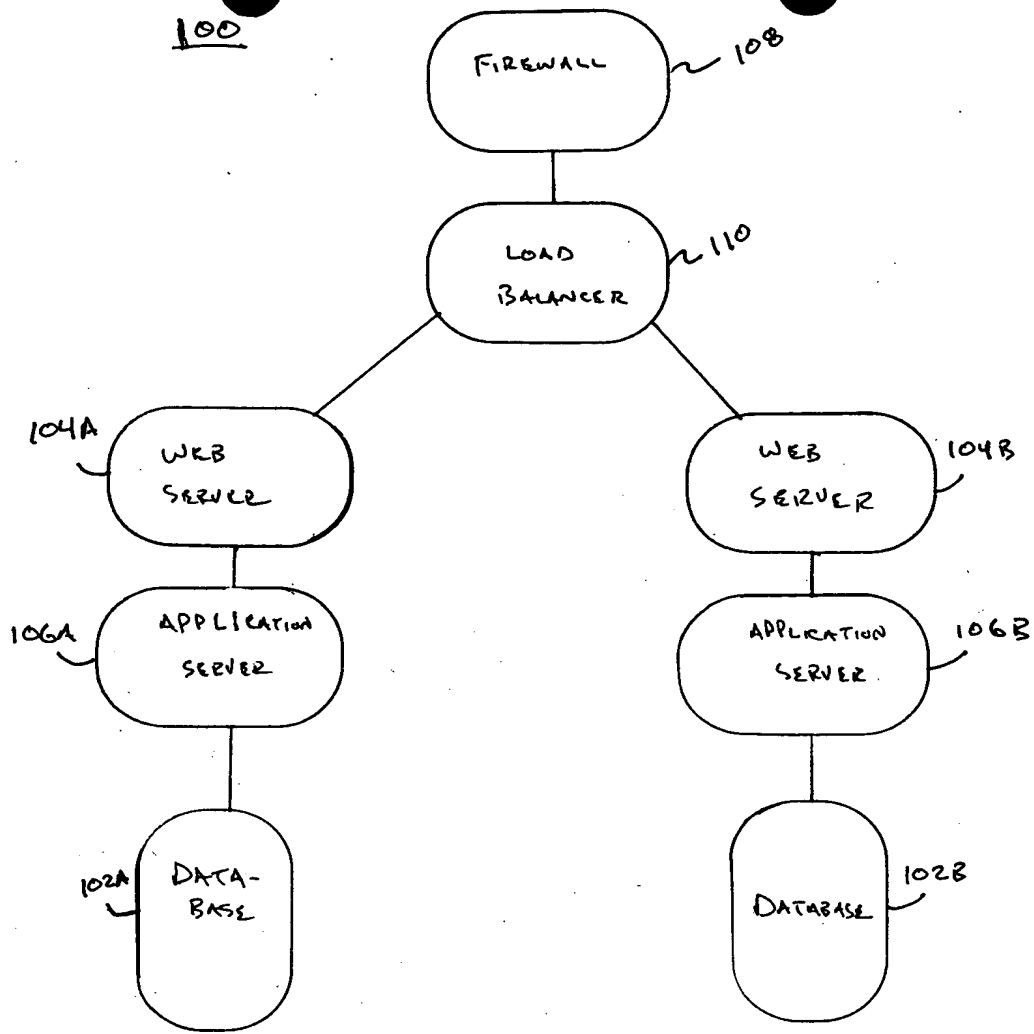 100
FIREWALL
108
LOAD
BALANCER
110
104A
WEB
SERVER
WEB
SERVER
104B
106A
APPLICATION
SERVER
APPLICATION
SERVER
106B
102A
DATA-
BASE
DATABASE
102B